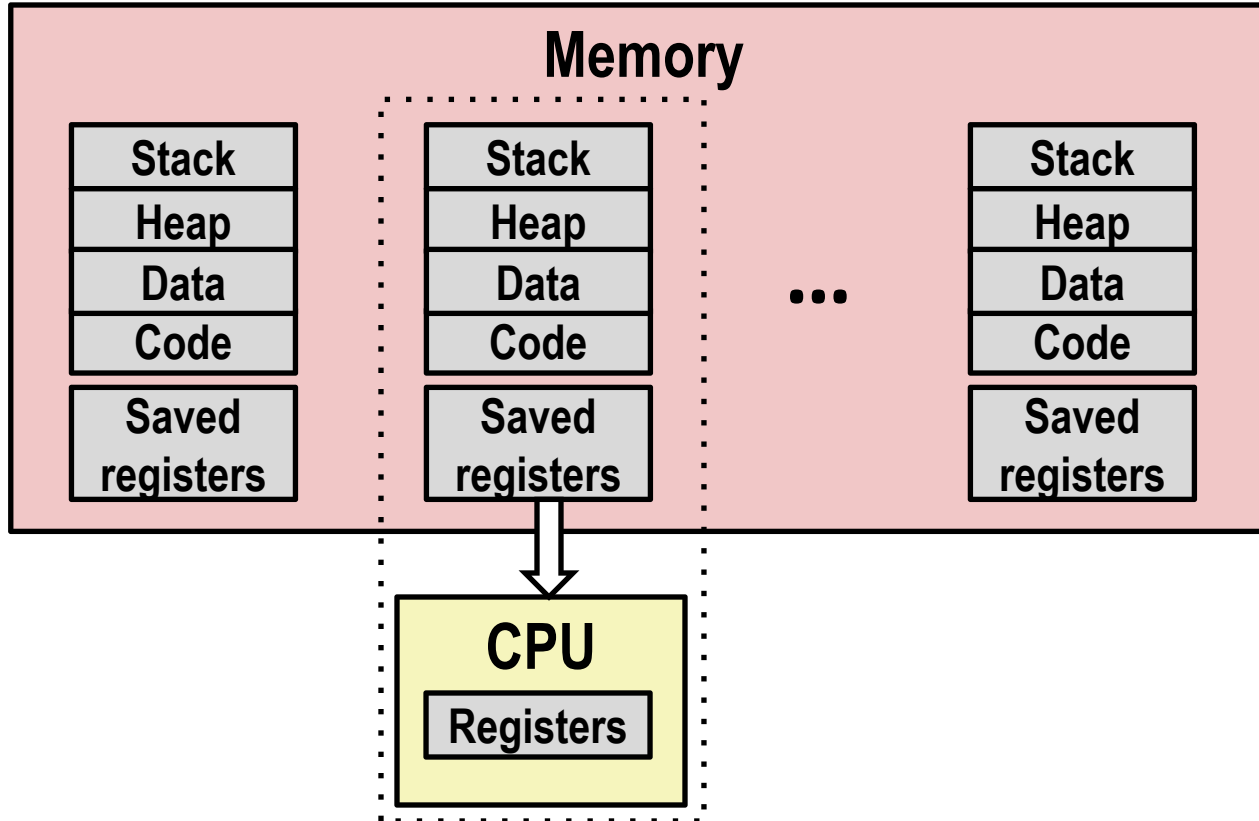 Memory
Stack
Heap
Data
Code
Saved
registers
Stack
Heap
Data
Code
Saved
registers
...
Stack
Heap
Data
Code
Saved
registers
CPU
Registers